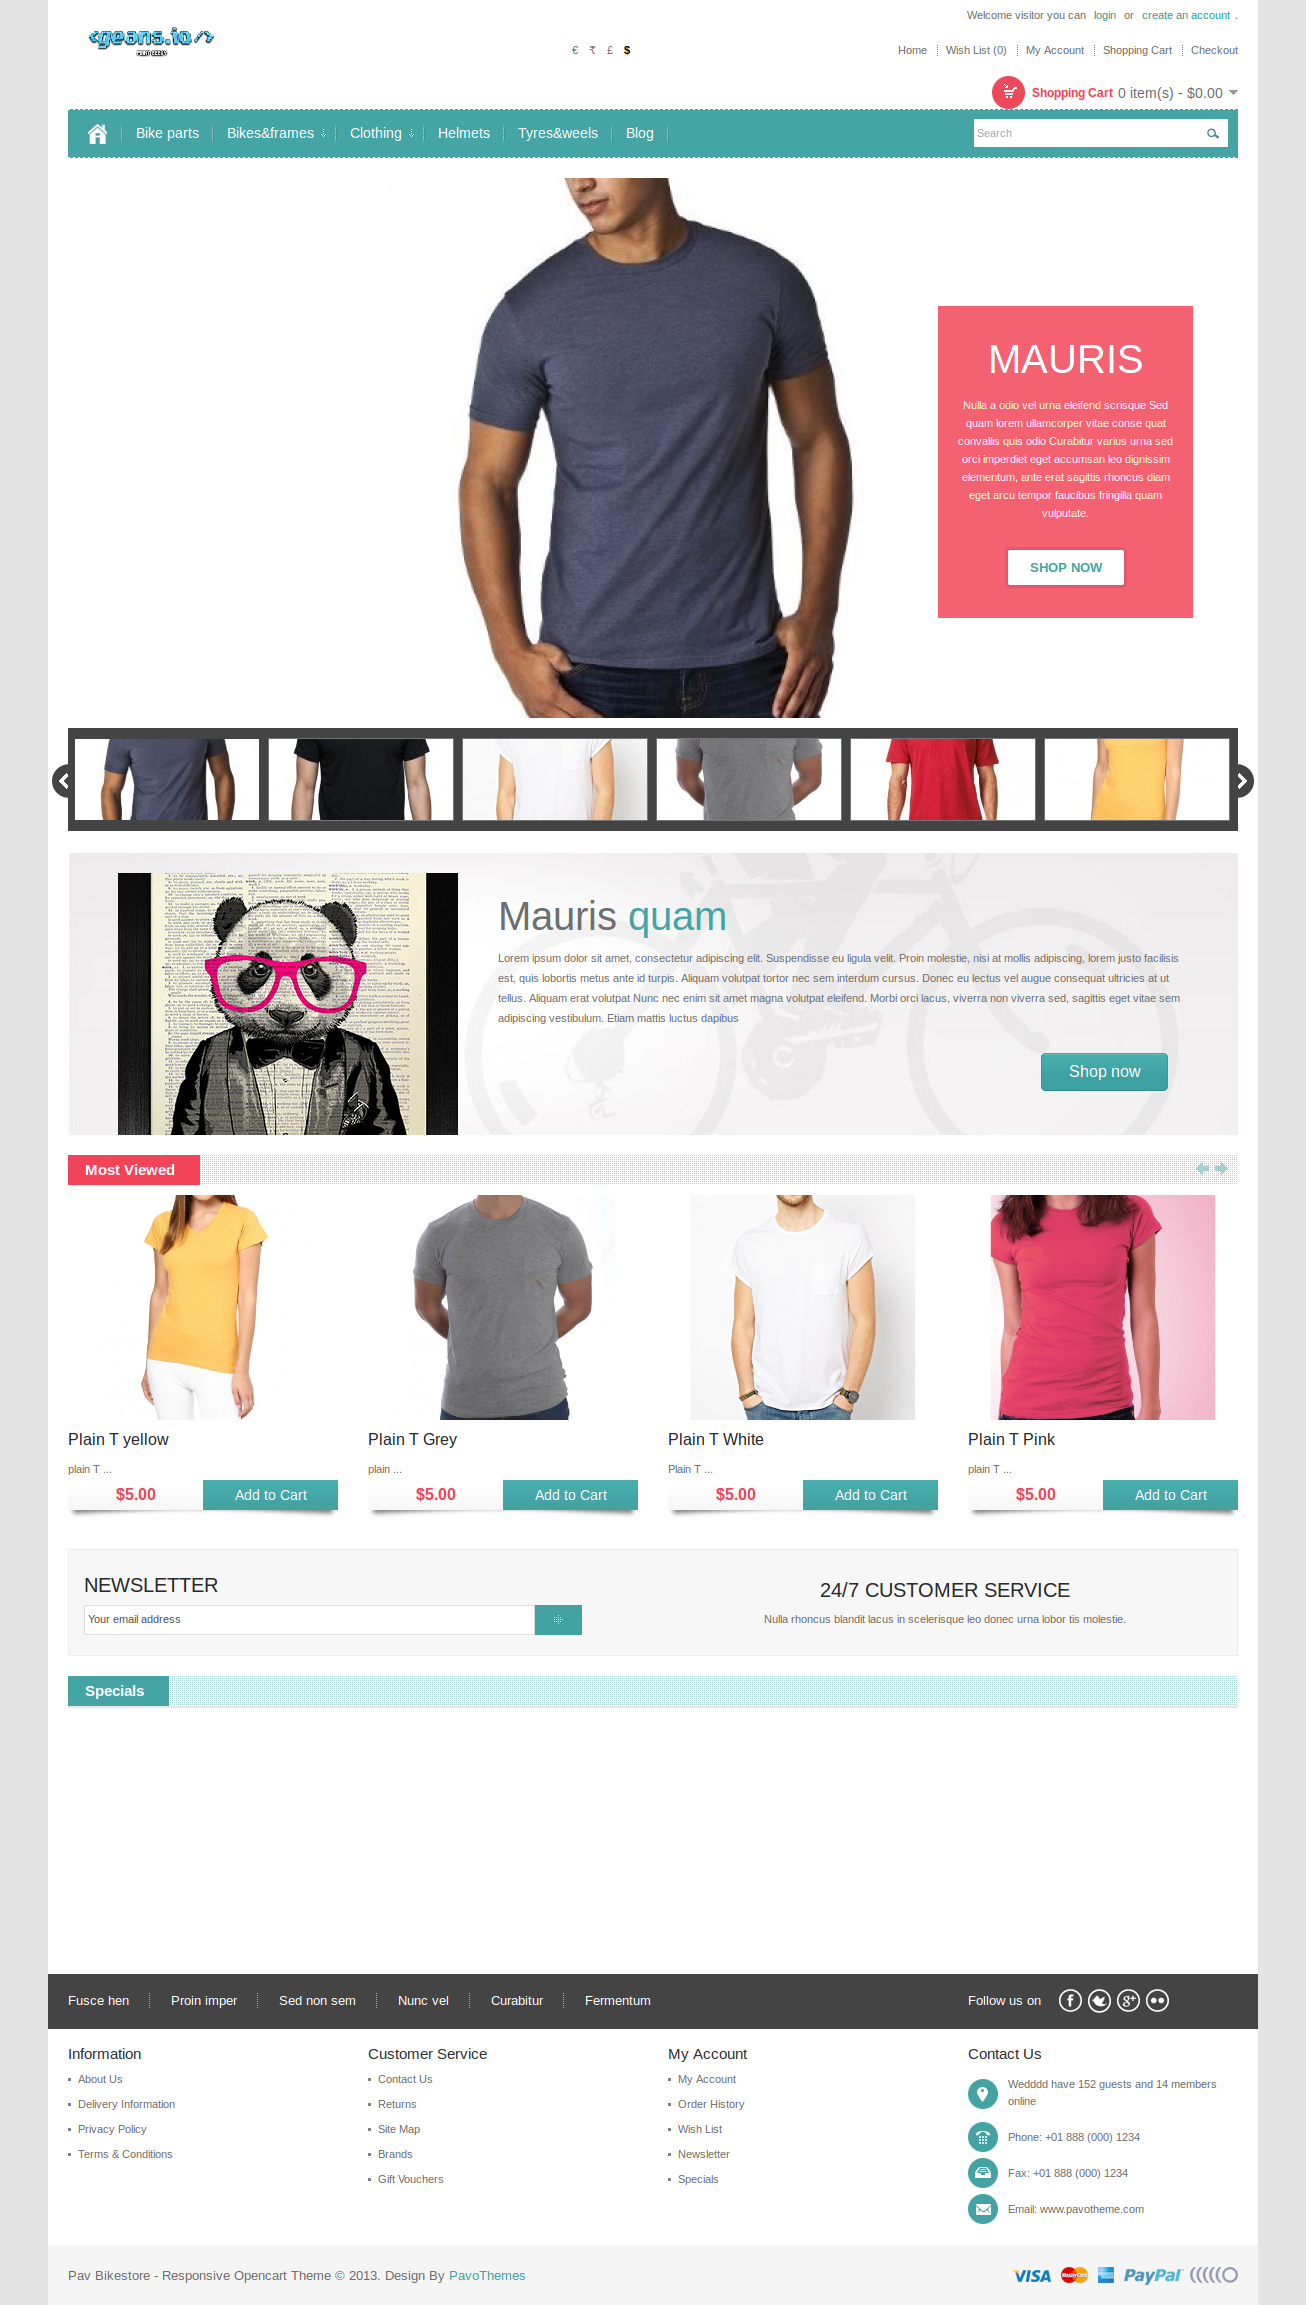 Welcome visitor you can login or create an account .
<geans.io/>
PRINT GEEKY
€ ₹ £ $
Home Wish List (0) My Account Shopping Cart Checkout
Shopping Cart 0 item(s) - $0.00
Bike parts Bikes&frames Clothing Helmets Tyres&weels Blog
Search
MAURIS
Nulla a odio vel urna eleifend scrisque Sed
quam lorem ullamcorper vitae conse quat
convallis quis odio Curabitur varius urna sed
orci imperdiet eget accumsan leo dignissim
elementum, ante erat sagittis rhoncus diam
eget arcu tempor faucibus fringilla quam
vulputate.
SHOP NOW
Mauris quam
Lorem ipsum dolor sit amet, consectetur adipiscing elit. Suspendisse eu ligula velit. Proin molestie, nisi at mollis adipiscing, lorem justo facilisis
est, quis lobortis metus ante id turpis. Aliquam volutpat tortor nec sem interdum cursus. Donec eu lectus vel augue consequat ultricies at ut
tellus. Aliquam erat volutpat Nunc nec enim sit amet magna volutpat eleifend. Morbi orci lacus, viverra non viverra sed, sagittis eget vitae sem
adipiscing vestibulum. Etiam mattis luctus dapibus
Shop now
Most Viewed
Plain T yellow
plain T ...
$5.00 Add to Cart
Plain T Grey
plain ...
$5.00 Add to Cart
Plain T White
Plain T ...
$5.00 Add to Cart
Plain T Pink
plain T ...
$5.00 Add to Cart
NEWSLETTER
Your email address
24/7 CUSTOMER SERVICE
Nulla rhoncus blandit lacus in scelerisque leo donec urna lobor tis molestie.
Specials
Fusce hen Proin imper Sed non sem Nunc vel Curabitur Fermentum
Follow us on
Information
About Us
Delivery Information
Privacy Policy
Terms & Conditions
Customer Service
Contact Us
Returns
Site Map
Brands
Gift Vouchers
My Account
My Account
Order History
Wish List
Newsletter
Specials
Contact Us
Wedddd have 152 guests and 14 members
online
Phone: +01 888 (000) 1234
Fax: +01 888 (000) 1234
Email: www.pavotheme.com
Pav Bikestore - Responsive Opencart Theme © 2013. Design By PavoThemes
VISA MasterCard PayPal